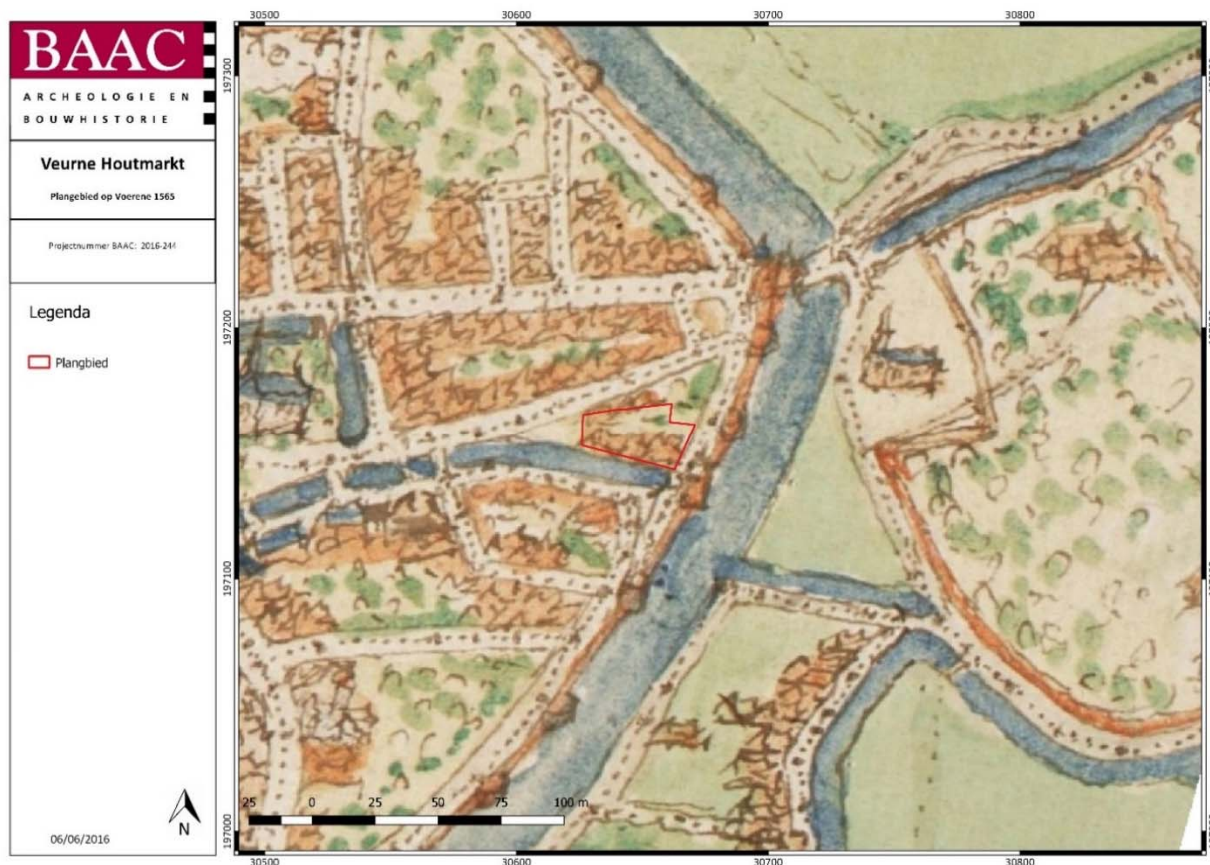 BAAC
ARCHEOLOGIE EN
BOUWHISTORIE
Veurne Houtmarkt
Plangebied op Voerene 1565
Projectnummer BAAC: 2016-244
Legenda
Plangbied
N
06/06/2016
30500 30600 30700 30800
197300
197200
197100
197000
25 0 25 50 75 100 m
30500 30600 30700 30800